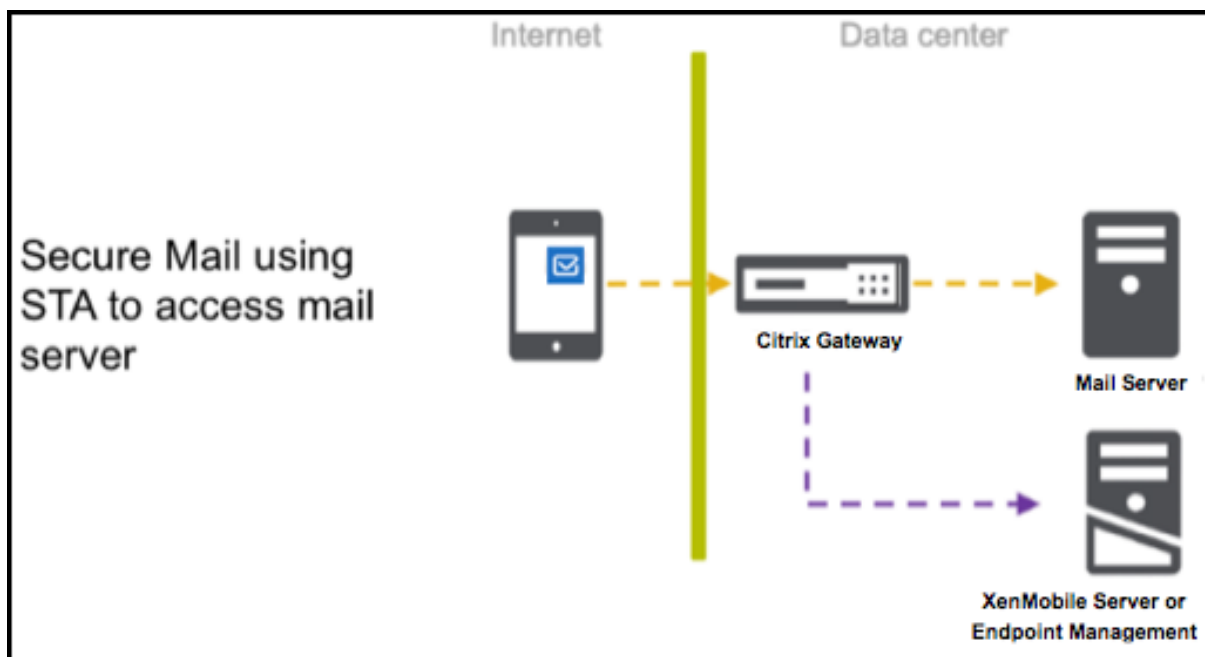 Internet
Data center
Secure Mail using
STA to access mail
server
Citrix Gateway
Mail Server
XenMobile Server or
Endpoint Management